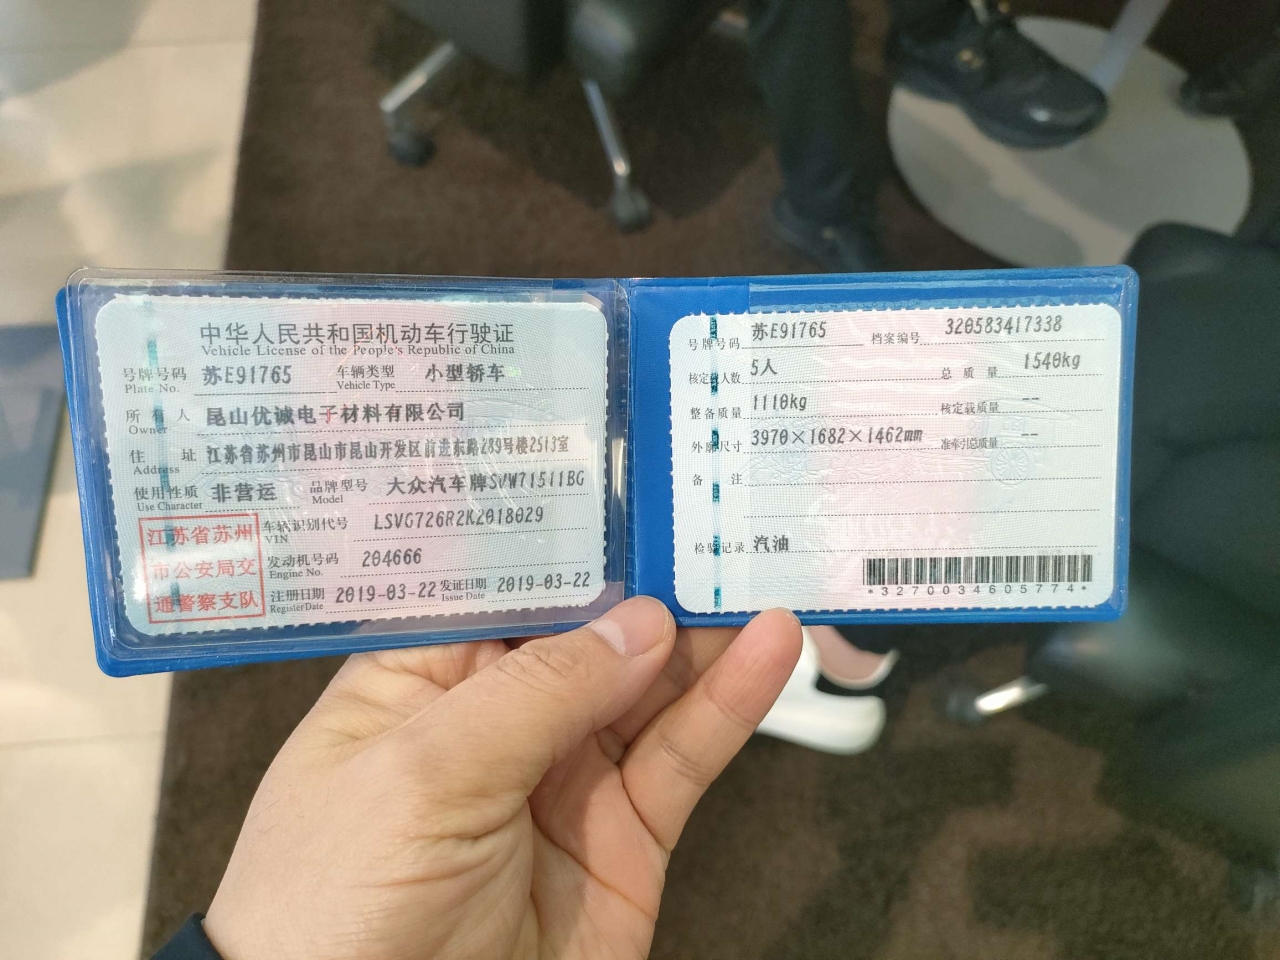 中华人民共和国机动车行驶证
Vehicle License of the People's Republic of China
号牌号码 苏E91765 车辆类型 小型轿车
Plate No. Vehicle Type
所有人 昆山优诚电子材料有限公司
Owner
住址 江苏省苏州市昆山市昆山开发区前进东路289号楼2513室
Address
使用性质 非营运 品牌型号 大众汽车牌SVW71511BG
Use Character Model
江苏省苏州
市公安局交
通警察支队
车辆识别代号 LSVG726R2K2018029
VIN
发动机号码 204666
Engine No.
注册日期 2019-03-22 发证日期 2019-03-22
Register Date Issue Date
号牌号码 苏E91765 档案编号 320583417338
核定载人数 5人 总质量 1540kg
整备质量 1110kg 核定载质量 --
外廓尺寸 3970×1682×1462mm 准牵引总质量 --
备注
检验记录 汽油
*3270034605774*